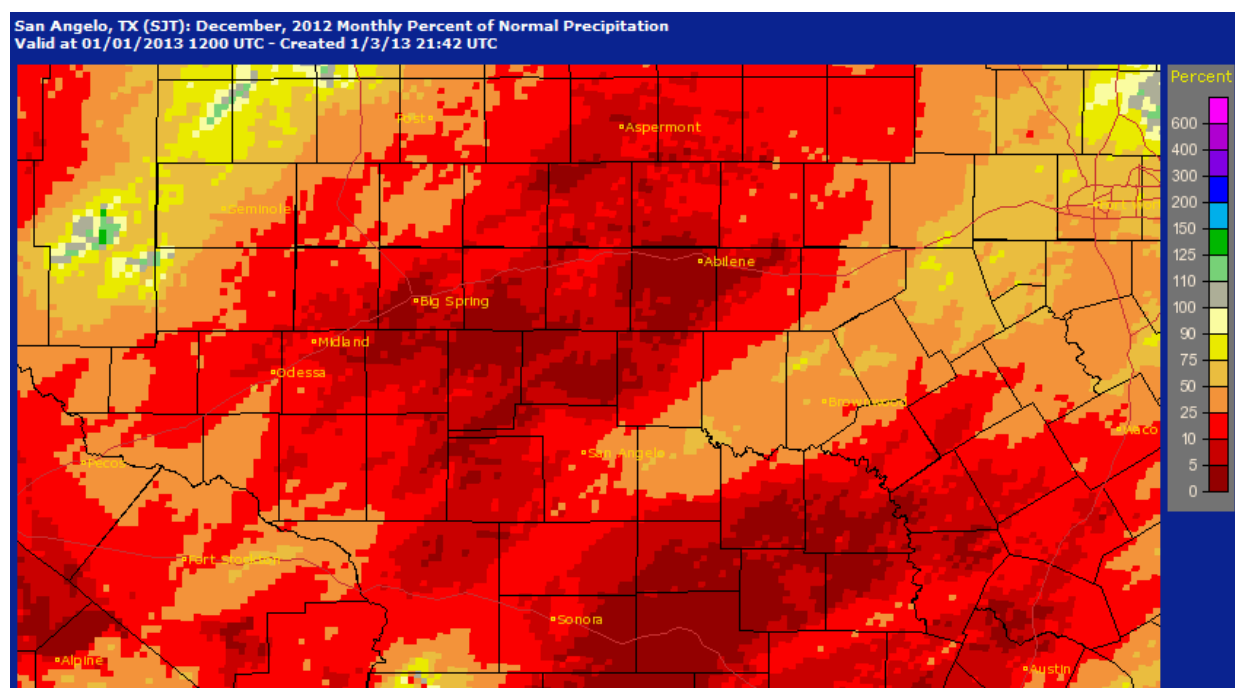 San Angelo, TX (SJT): December, 2012 Monthly Percent of Normal Precipitation
Valid at 01/01/2013 1200 UTC - Created 1/3/13 21:42 UTC
Percent
600
400
300
200
150
125
110
100
90
75
50
25
10
5
0
Post
Aspermont
Seminole
Abilene
Big Spring
Midland
Odessa
Brownwood
Waco
San Angelo
Pecos
Fort Stockton
Sonora
Alpine
Austin